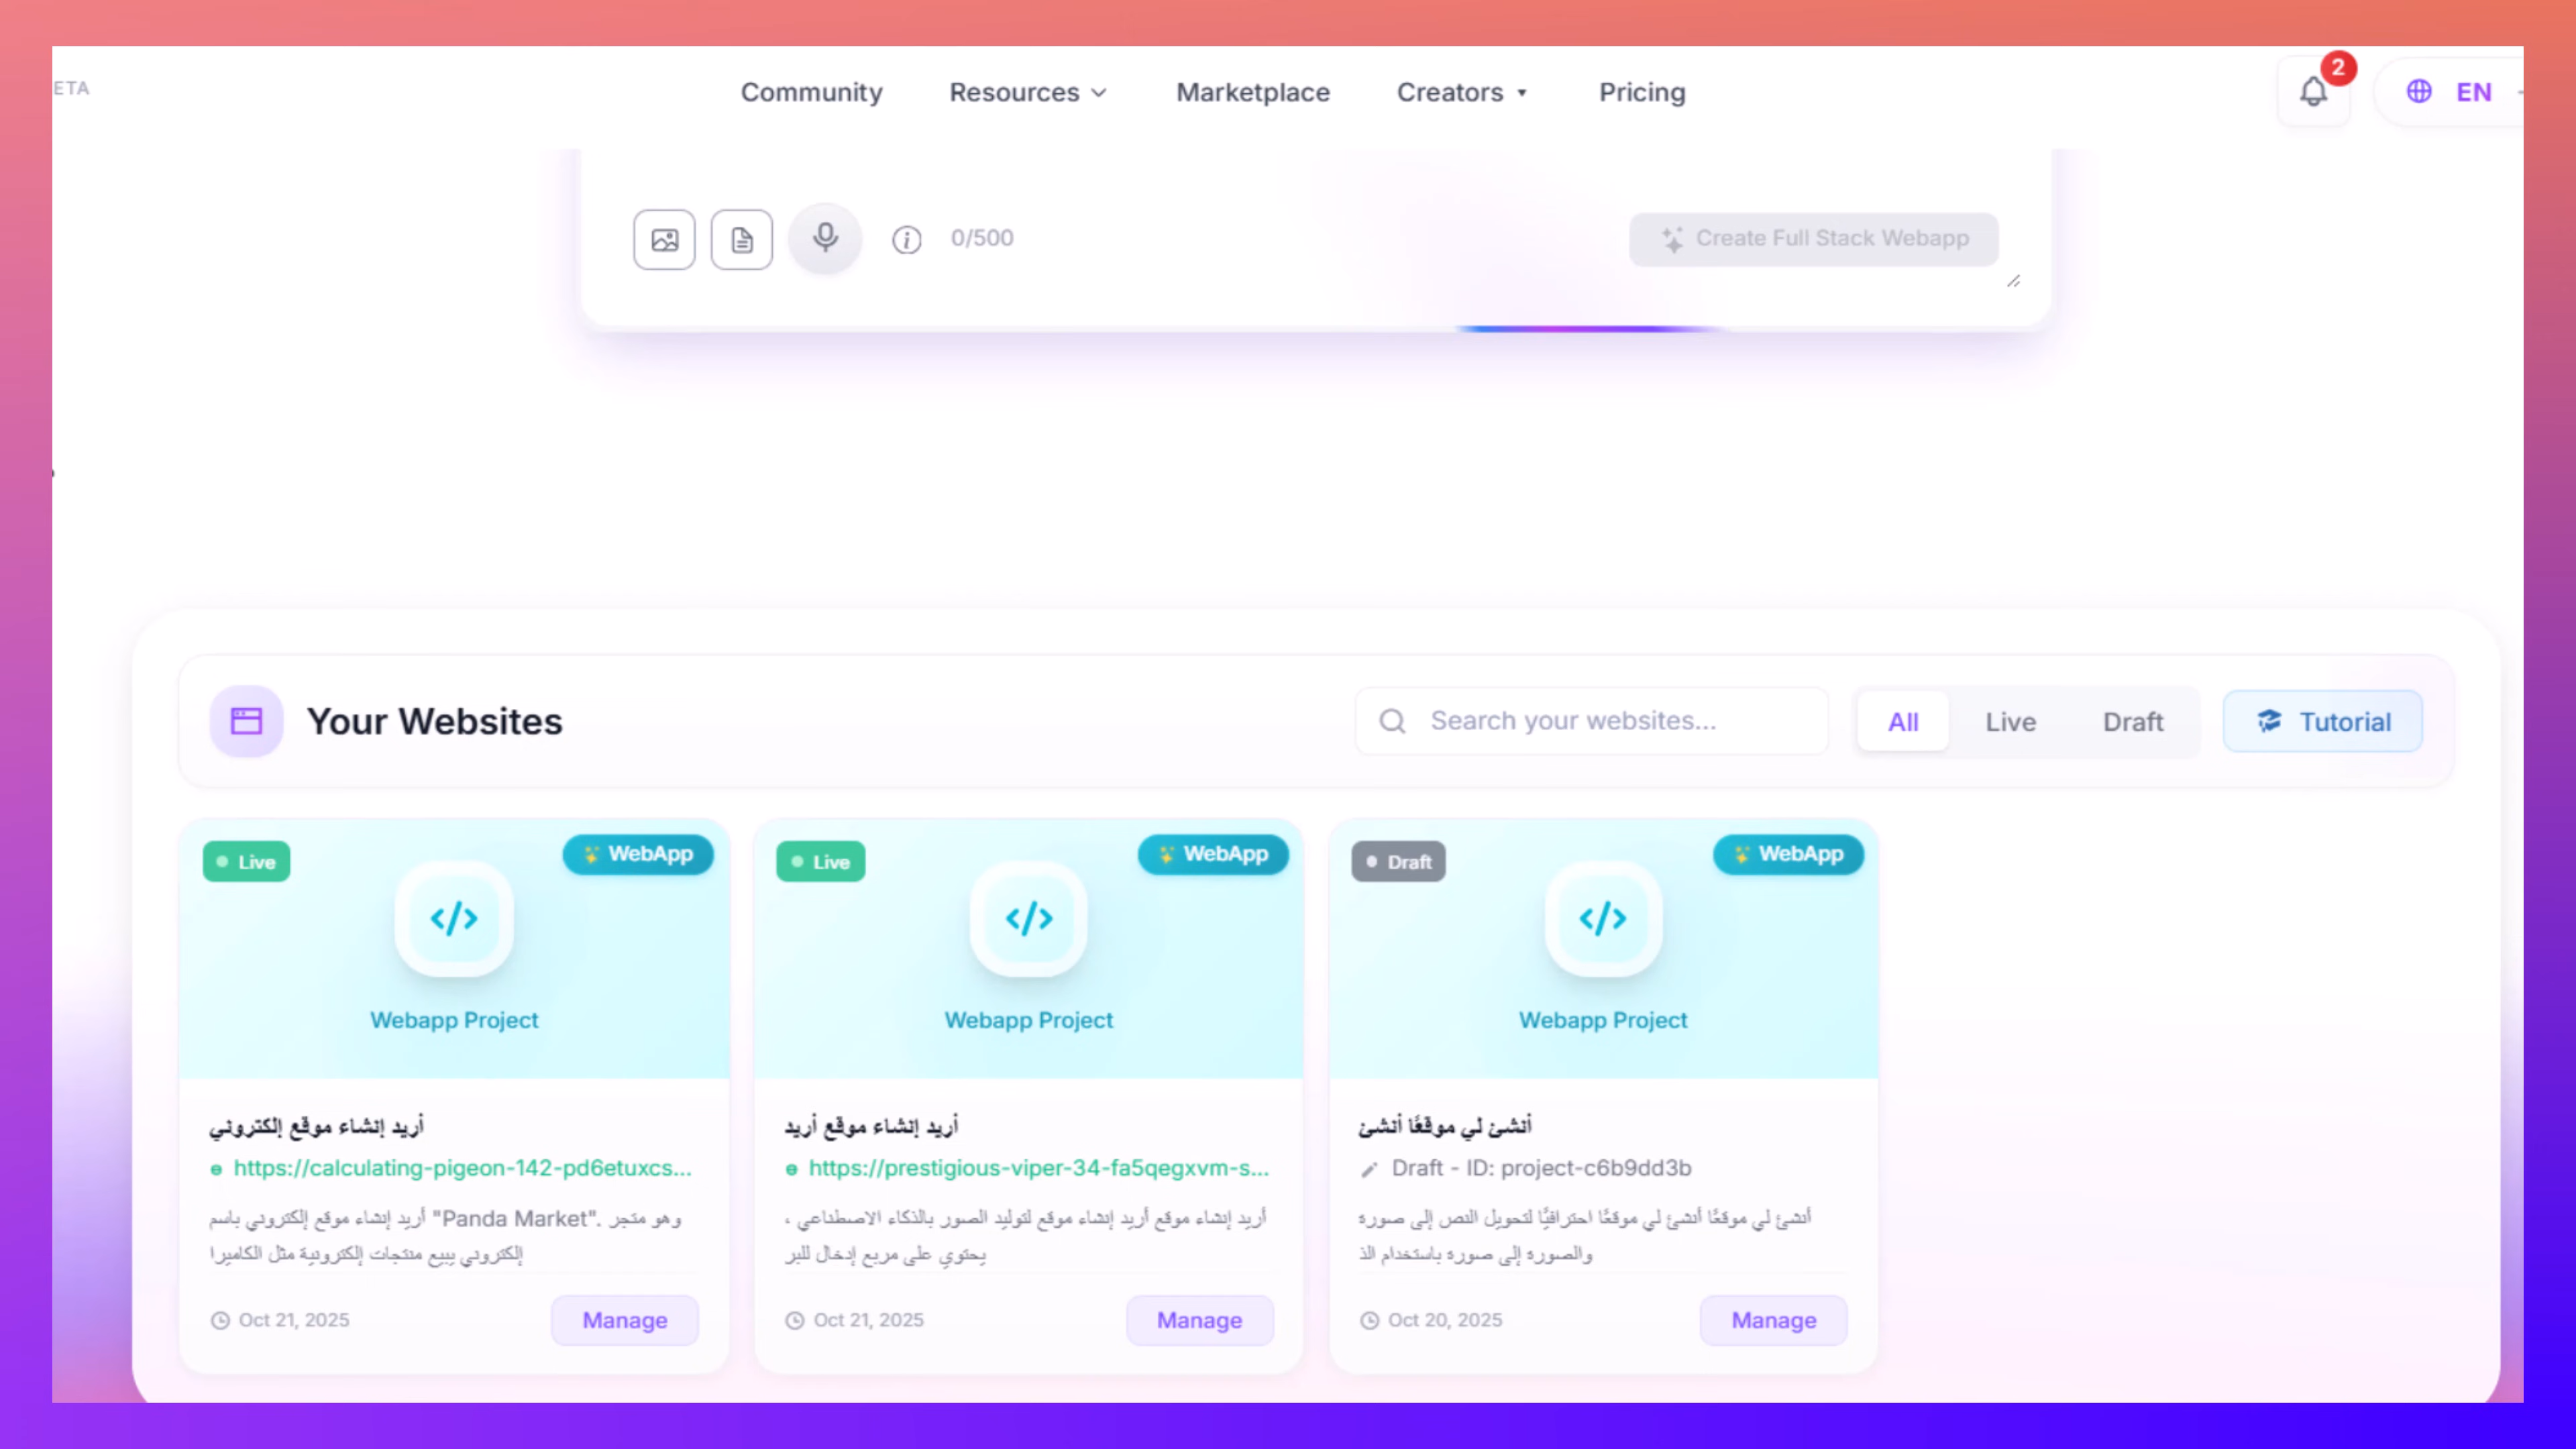 ETA
Community Resources Marketplace Creators Pricing 2 EN
0/500 Create Full Stack Webapp
Your Websites Search your websites... All Live Draft Tutorial
Live WebApp
Webapp Project
أريد إنشاء موقع إلكتروني
https://calculating-pigeon-142-pd6etuxcs...
أريد إنشاء موقع إلكتروني باسم "Panda Market". وهو متجر
إلكتروني يبيع منتجات إلكترونية مثل الكاميرا
Oct 21, 2025 Manage
Live WebApp
Webapp Project
أريد إنشاء موقع أريد
https://prestigious-viper-34-fa5qegxvm-s...
أريد إنشاء موقع أريد إنشاء موقع لتوليد الصور بالذكاء الاصطناعي ،
يحتوي على مربع إدخال للبر
Oct 21, 2025 Manage
Draft WebApp
Webapp Project
أنشئ لي موقعًا أنشئ
Draft - ID: project-c6b9dd3b
أنشئ لي موقعًا أنشئ لي موقعًا احترافيًا لتحويل النص إلى صورة
والصورة إلى صورة باستخدام الذ
Oct 20, 2025 Manage